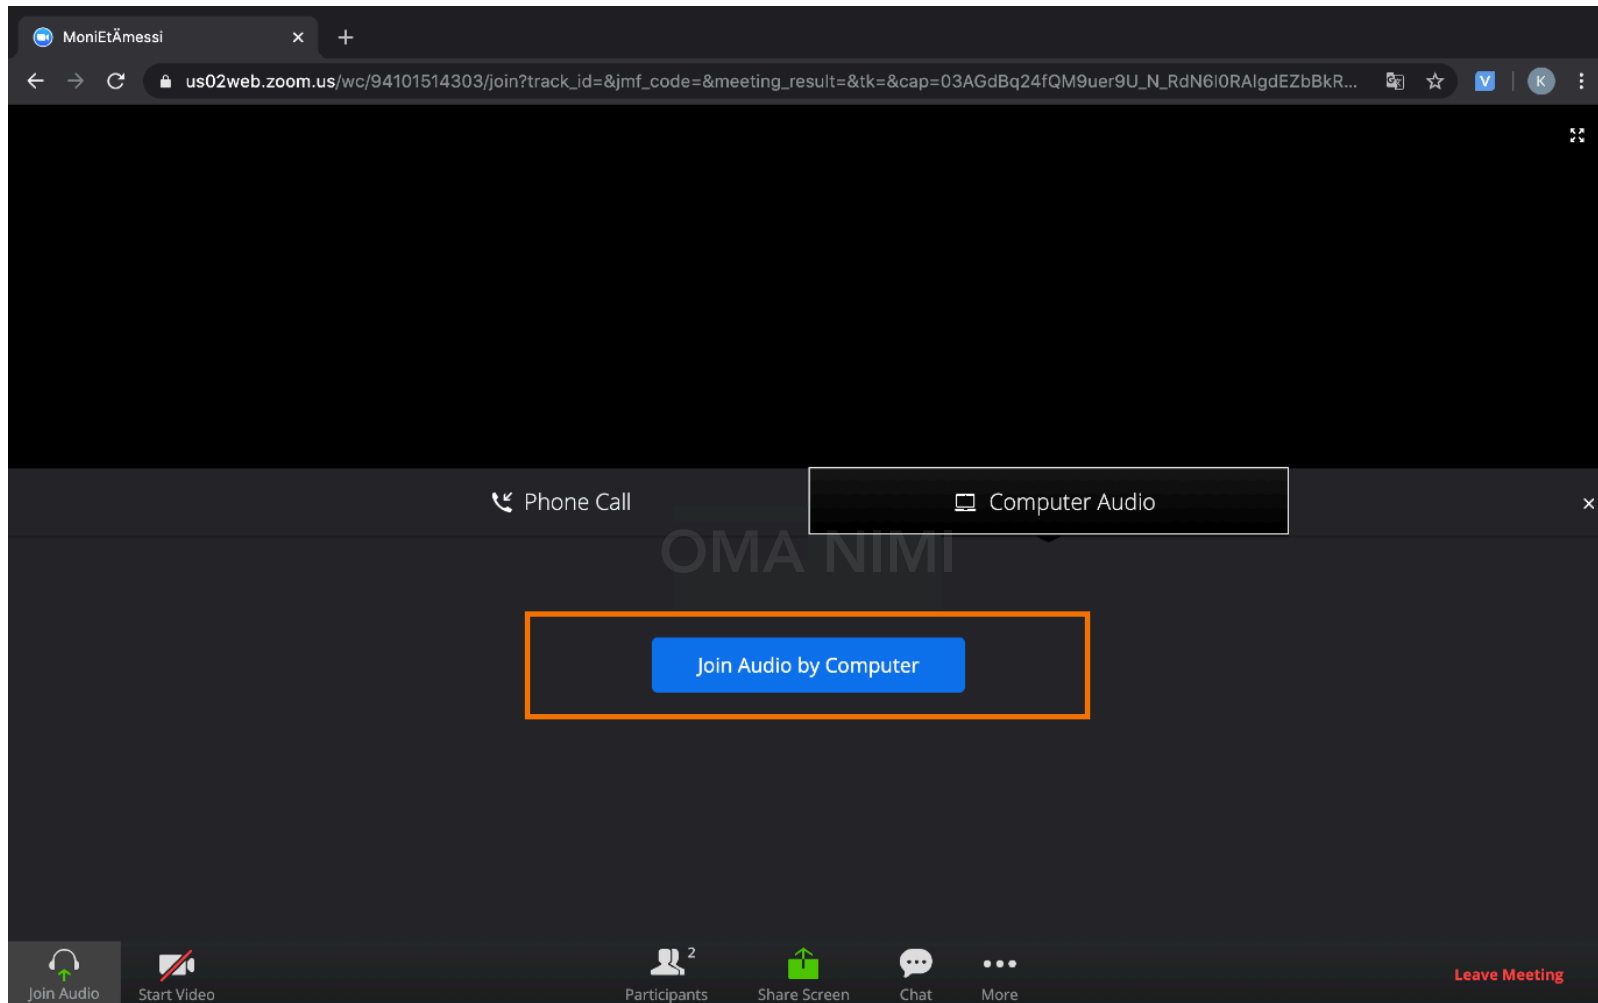 MoniEtÄmessi
us02web.zoom.us/wc/94101514303/join?track_id=&jmf_code=&meeting_result=&tk=&cap=03AGdBq24fQM9uer9U_N_RdN6I0RAIgdEZbBkR...
V
K
Phone Call
Computer Audio
OMA NIMI
Join Audio by Computer
2
Join Audio
Start Video
Participants
Share Screen
Chat
More
Leave Meeting